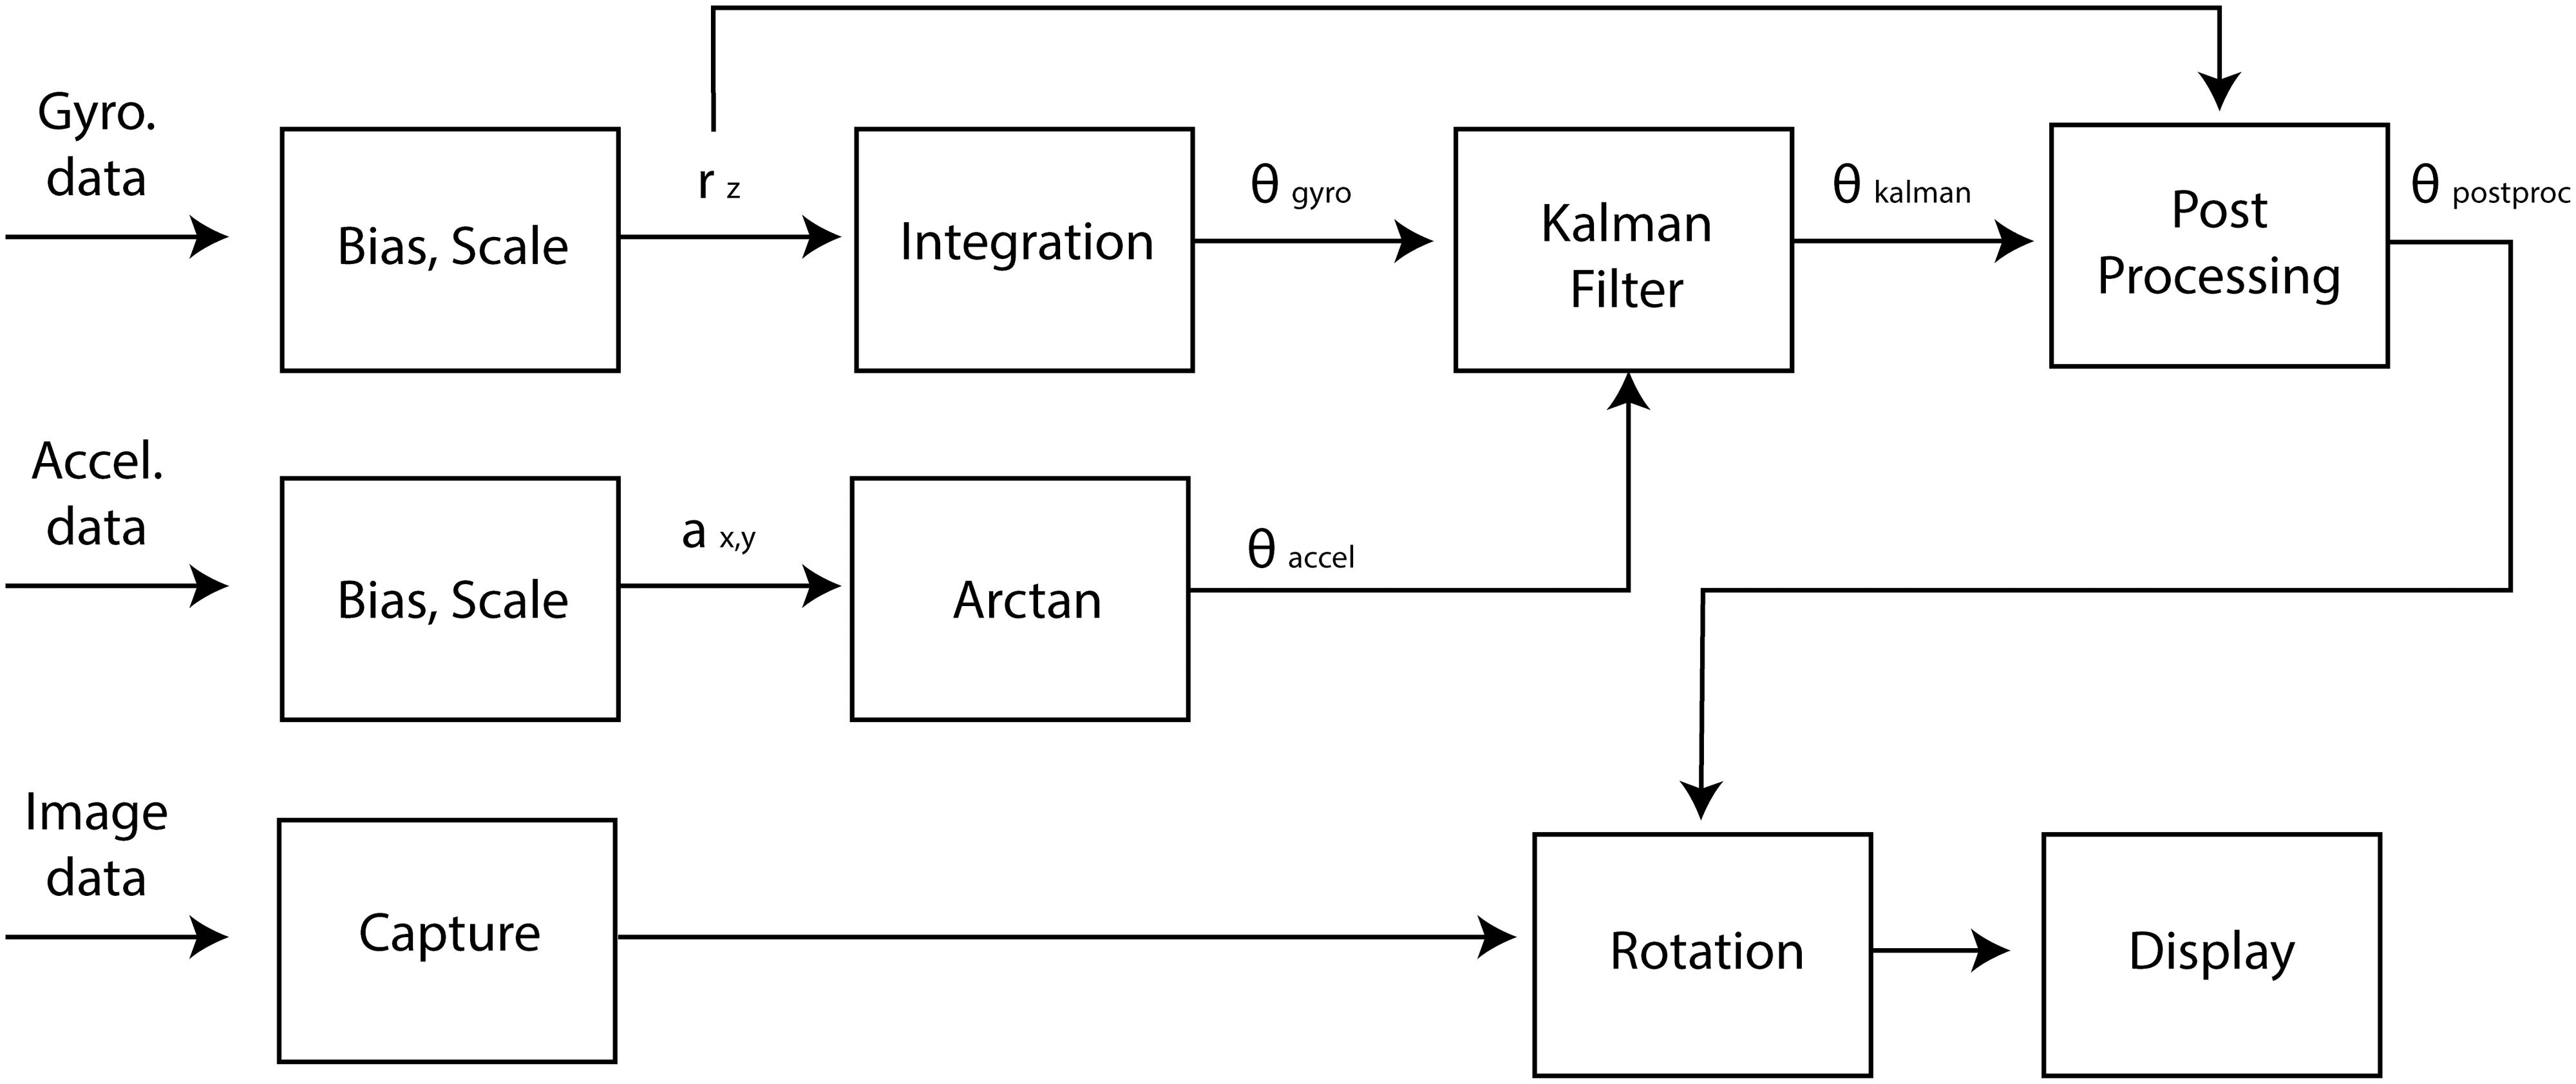 Gyro.
data
Bias, Scale
r z
Integration
θ gyro
Kalman
Filter
θ kalman
Post
Processing
θ postproc
Accel.
data
Bias, Scale
a x,y
Arctan
θ accel
Image
data
Capture
Rotation
Display